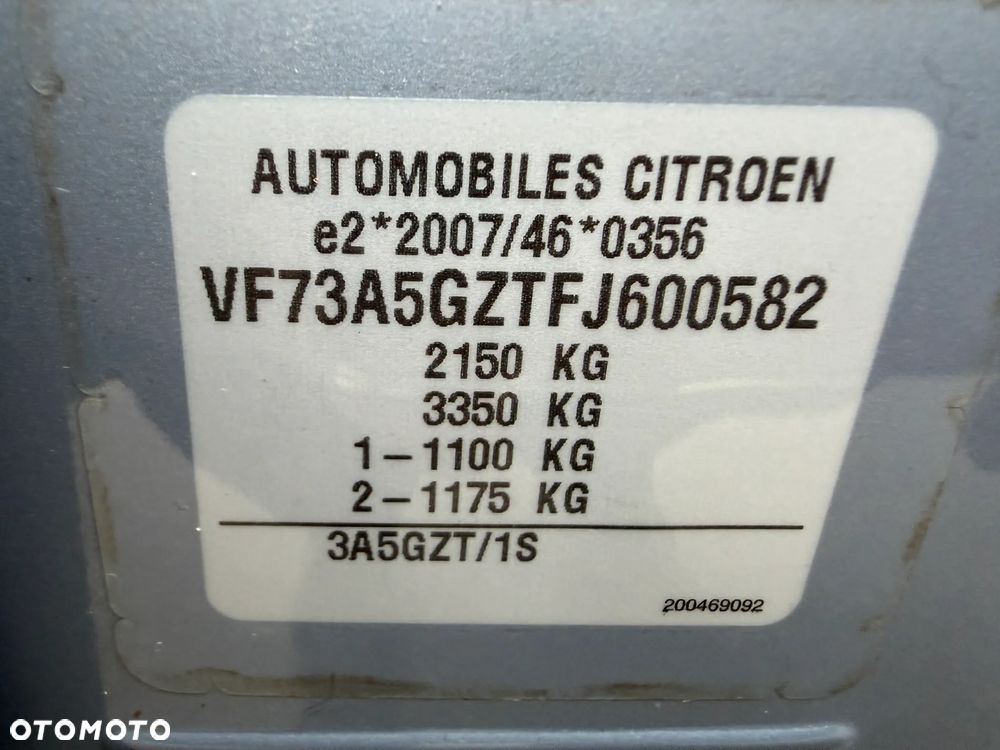 AUTOMOBILES CITROEN
e2*2007/46*0356
VF73A5GZTFJ600582
2150 KG
3350 KG
1-1100 KG
2-1175 KG
3A5GZT/1S
200469092
OTOMOTO